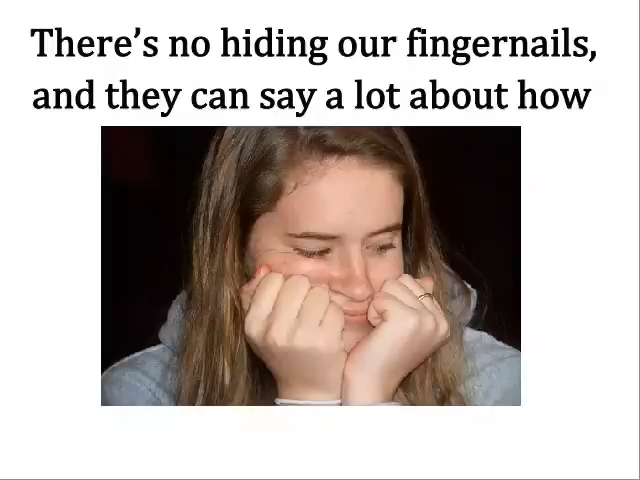 There’s no hiding our fingernails,
and they can say a lot about how